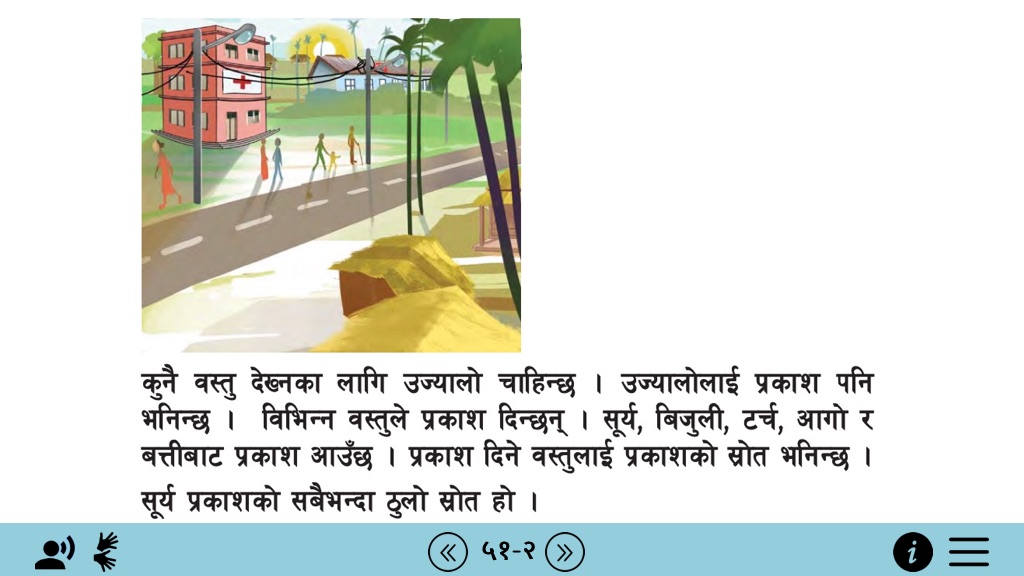 कुनै वस्तु देख्नका लागि उज्यालो चाहिन्छ । उज्यालोलाई प्रकाश पनि
भनिन्छ । विभिन्न वस्तुले प्रकाश दिन्छन् । सूर्य, बिजुली, टर्च, आगो र
बत्तीबाट प्रकाश आउँछ । प्रकाश दिने वस्तुलाई प्रकाशको स्रोत भनिन्छ ।
सूर्य प्रकाशको सबैभन्दा ठुलो स्रोत हो ।
५१-२